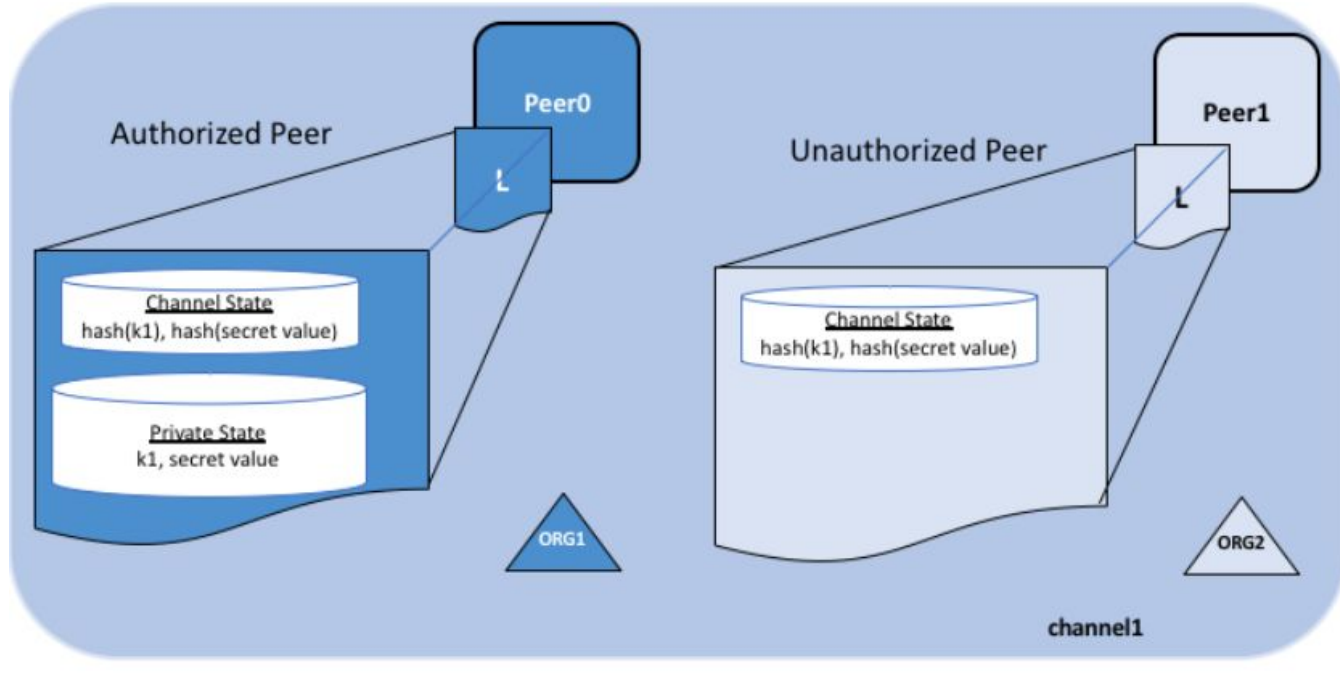 Peer0
Authorized Peer
L
Channel State
hash(k1), hash(secret value)
Private State
k1, secret value
ORG1
Peer1
Unauthorized Peer
L
Channel State
hash(k1), hash(secret value)
ORG2
channel1